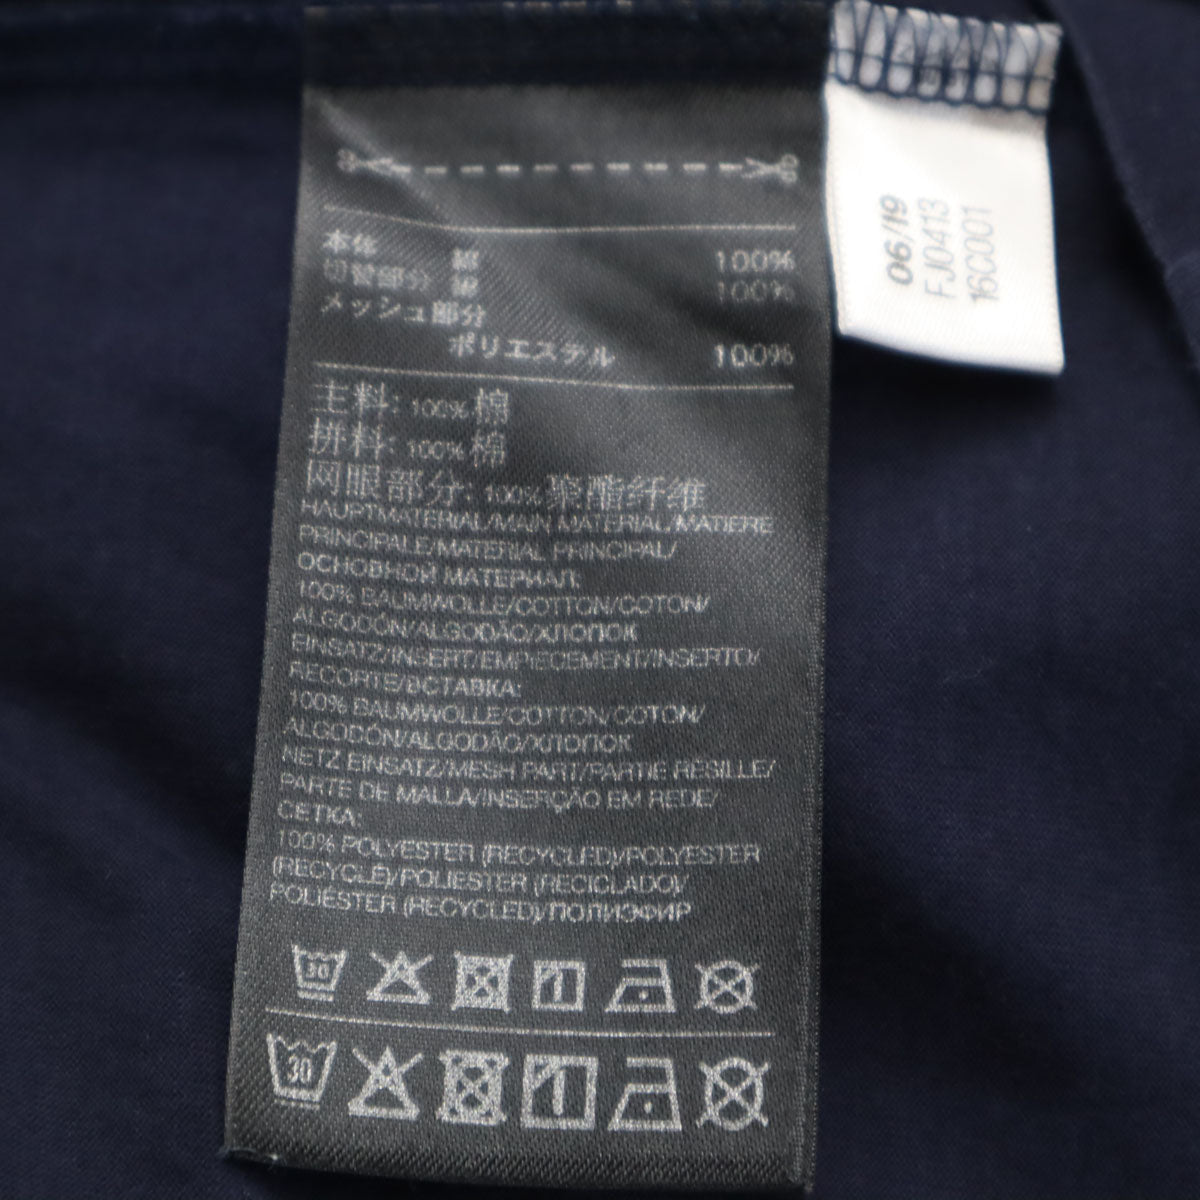 本体 綿 100%
切替部分 綿 100%
メッシュ部分
ポリエステル 100%
主料: 100% 棉
拼料: 100% 棉
网眼部分: 100% 聚酯纤维
HAUPTMATERIAL/MAIN MATERIAL/MATIERE
PRINCIPALE/MATERIAL PRINCIPAL/
ОСНОВНОЙ МАТЕРИАЛ:
100% BAUMWOLLE/COTTON/COTON/
ALGODÓN/ALGODÃO/ХЛОПОК
EINSATZ/INSERT/EMPIECEMENT/INSERTO/
RECORTE/ВСТАВКА:
100% BAUMWOLLE/COTTON/COTON/
ALGODÓN/ALGODÃO/ХЛОПОК
NETZ EINSATZ/MESH PART/PARTIE RÉSILLE/
PARTE DE MALLA/INSERÇÃO EM REDE/
СЕТКА:
100% POLYESTER (RECYCLED)/POLYESTER
(RECYCLÉ)/POLIESTER (RECICLADO)/
POLIÉSTER (RECYCLED)/ПОЛИЭФИР
30
30
06/19
FJ0413
16C001